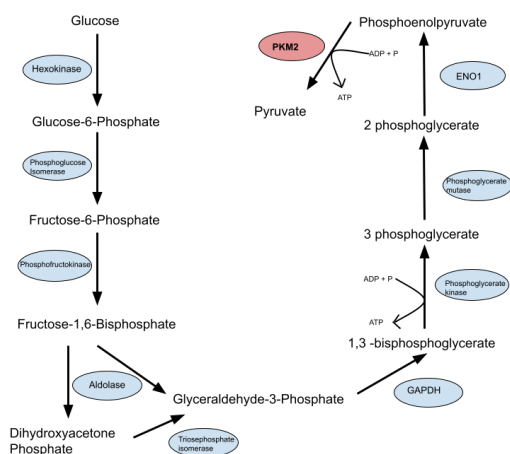 Glucose
Hexokinase
Glucose-6-Phosphate
Phosphoglucose
Isomerase
Fructose-6-Phosphate
Phosphofructokinase
Fructose-1,6-Bisphosphate
Aldolase
Dihydroxyacetone
Phosphate
Triosephosphate
isomerase
Glyceraldehyde-3-Phosphate
GAPDH
1,3 -bisphosphoglycerate
ADP + P
ATP
Phosphoglycerate
kinase
3 phosphoglycerate
Phosphoglycerate
mutase
2 phosphoglycerate
ENO1
Phosphoenolpyruvate
PKM2
ADP + P
ATP
Pyruvate